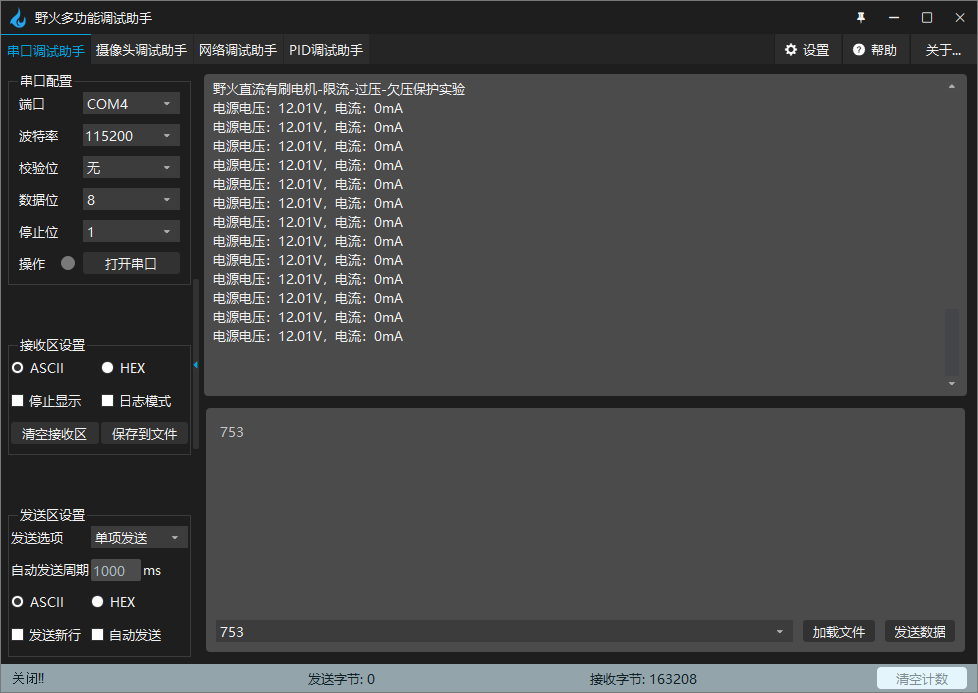 野火多功能调试助手
串口调试助手 摄像头调试助手 网络调试助手 PID调试助手 设置 帮助 关于...
串口配置
端口 COM4
波特率 115200
校验位 无
数据位 8
停止位 1
操作 打开串口
接收区设置
ASCII HEX
停止显示 日志模式
清空接收区 保存到文件
发送区设置
发送选项 单项发送
自动发送周期 1000 ms
ASCII HEX
发送新行 自动发送
野火直流有刷电机-限流-过压-欠压保护实验
电源电压：12.01V，电流：0mA
电源电压：12.01V，电流：0mA
电源电压：12.01V，电流：0mA
电源电压：12.01V，电流：0mA
电源电压：12.01V，电流：0mA
电源电压：12.01V，电流：0mA
电源电压：12.01V，电流：0mA
电源电压：12.01V，电流：0mA
电源电压：12.01V，电流：0mA
电源电压：12.01V，电流：0mA
电源电压：12.01V，电流：0mA
电源电压：12.01V，电流：0mA
电源电压：12.01V，电流：0mA
753
753 加载文件 发送数据
关闭!! 发送字节: 0 接收字节: 163208 清空计数